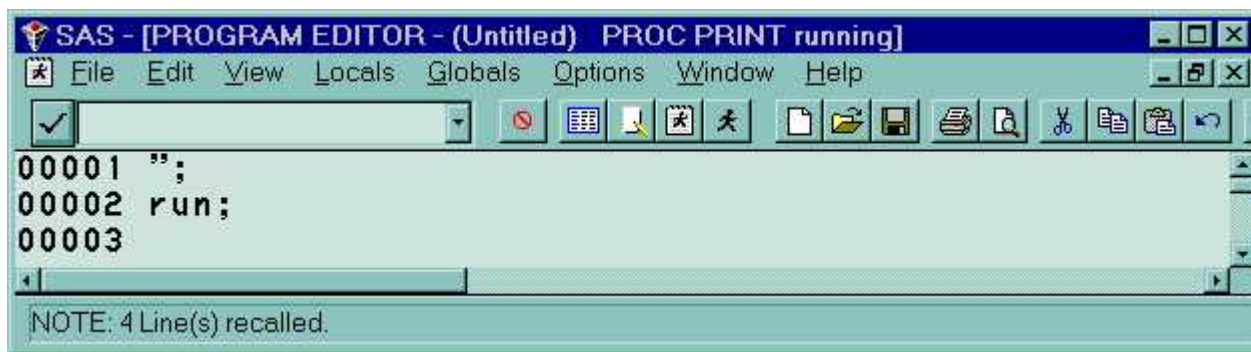 SAS - [PROGRAM EDITOR - (Untitled)   PROC PRINT running]
File Edit View Locals Globals Options Window Help
00001 ";
00002 run;
00003
NOTE: 4 Line(s) recalled.